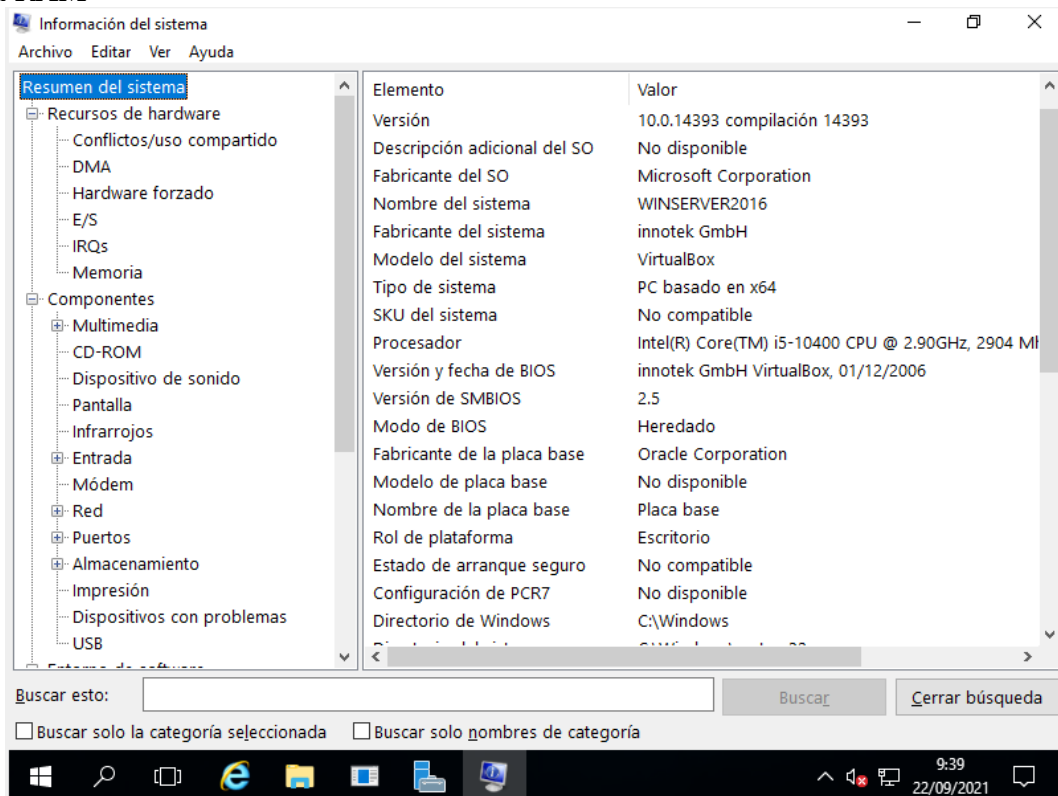 Información del sistema
Archivo Editar Ver Ayuda
Resumen del sistema
Recursos de hardware
Conflictos/uso compartido
DMA
Hardware forzado
E/S
IRQs
Memoria
Componentes
Multimedia
CD-ROM
Dispositivo de sonido
Pantalla
Infrarrojos
Entrada
Módem
Red
Puertos
Almacenamiento
Impresión
Dispositivos con problemas
USB
Elemento Valor
Versión 10.0.14393 compilación 14393
Descripción adicional del SO No disponible
Fabricante del SO Microsoft Corporation
Nombre del sistema WINSERVER2016
Fabricante del sistema innotek GmbH
Modelo del sistema VirtualBox
Tipo de sistema PC basado en x64
SKU del sistema No compatible
Procesador Intel(R) Core(TM) i5-10400 CPU @ 2.90GHz, 2904
Versión y fecha de BIOS innotek GmbH VirtualBox, 01/12/2006
Versión de SMBIOS 2.5
Modo de BIOS Heredado
Fabricante de la placa base Oracle Corporation
Modelo de placa base No disponible
Nombre de la placa base Placa base
Rol de plataforma Escritorio
Estado de arranque seguro No compatible
Configuración de PCR7 No disponible
Directorio de Windows C:\Windows
Buscar esto: Buscar Cerrar búsqueda
Buscar solo la categoría seleccionada Buscar solo nombres de categoría
9:39
22/09/2021